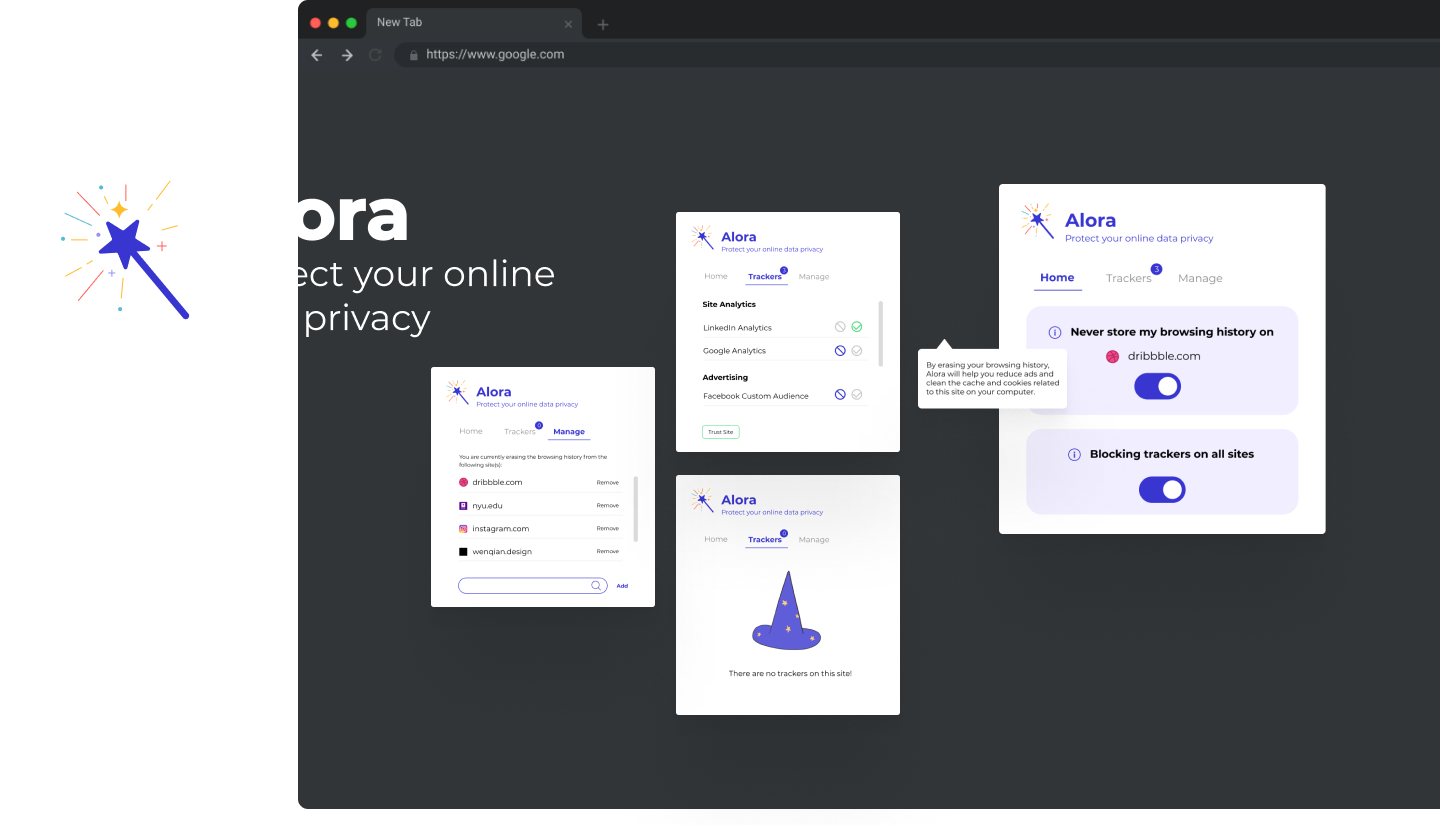 New Tab
https://www.google.com
ora
ect your online
privacy
Alora
Protect your online data privacy
Home Trackers 0 Manage
You are currently erasing the browsing history from the
following site(s):
dribbble.com Remove
nyu.edu Remove
instagram.com Remove
wenqian.design Remove
Add
Alora
Protect your online data privacy
Home Trackers 3 Manage
Site Analytics
LinkedIn Analytics
Google Analytics
Advertising
Facebook Custom Audience
Trust Site
Alora
Protect your online data privacy
Home Trackers 0 Manage
There are no trackers on this site!
Alora
Protect your online data privacy
Home Trackers 3 Manage
Never store my browsing history on
dribbble.com
By erasing your browsing history,
Alora will help you reduce ads and
clean the cache and cookies related
to this site on your computer.
Blocking trackers on all sites